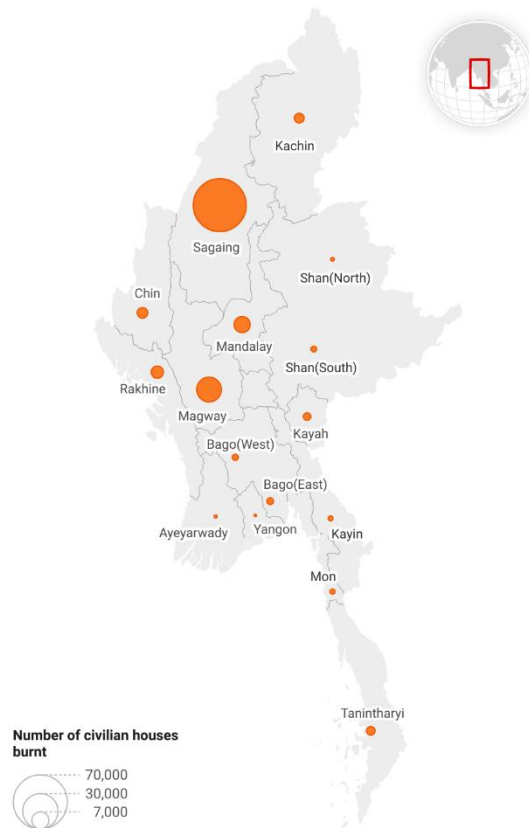 Kachin
Sagaing
Shan(North)
Chin
Mandalay
Shan(South)
Rakhine
Magway
Kayah
Bago(West)
Bago(East)
Ayeyarwady
Yangon
Kayin
Mon
Tanintharyi
Number of civilian houses
burnt
70,000
30,000
7,000